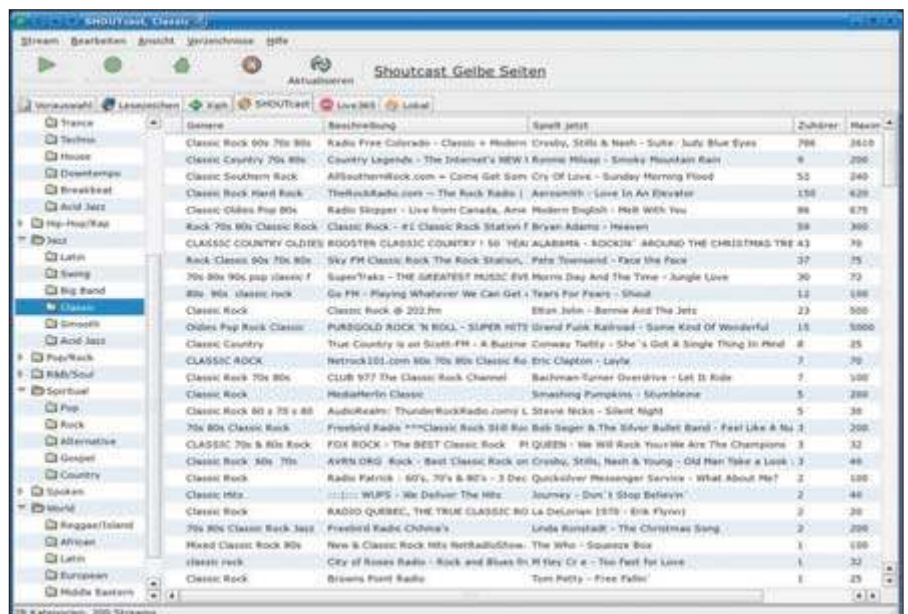 SHOUTcast, Classic
Stream Bearbeiten Ansicht Verzeichnisse Hilfe
Aktualisieren
Shoutcast Gelbe Seiten
Vorauswahl Lesezeichen Xiph SHOUTcast Live365 Lokal
Genere Beschreibung Spielt jetzt Zuhörer Maxim
Trance
Techno
House
Downtempo
Breakbeat
Acid Jazz
Hip-Hop/Rap
Jazz
Latin
Swing
Big Band
Classic
Smooth
Acid Jazz
Pop/Rock
R&B/Soul
Spiritual
Pop
Rock
Alternative
Gospel
Country
Spoken
World
Reggae/Island
African
Latin
European
Middle Eastern
Classic Rock 60s 70s 80s Radio Free Colorado - Classic + Modern Crosby, Stills & Nash - Suite: Judy Blue Eyes 786 2610
Classic Country 70s 80s Country Legends - The Internet's NEW Ronnie Milsap - Smoky Mountain Rain 9 200
Classic Southern Rock AllSouthernRock.com = Come Get Som Cry Of Love - Sunday Morning Flood 52 240
Classic Rock Hard Rock TheRockRadio.com -- The Rock Radio | Aerosmith - Love In An Elevator 150 620
Classic Oldies Pop 80s Radio Skipper - Live from Canada, Modern English - Melt With You 86 675
Rock 70s 80s Classic Rock Classic Rock - #1 Classic Rock Station Bryan Adams - Heaven 59 300
CLASSIC COUNTRY OLDIES ROOSTER CLASSIC COUNTRY ! 50 YEA ALABAMA - ROCKIN` AROUND THE CHRISTMAS TRE 43 70
Rock Classic 60s 70s 80s Sky FM Classic Rock The Rock Station, Pete Townsend - Face the Face 37 75
70s 80s 90s pop classic SuperTraks - THE GREATEST MUSIC EVE Morris Day And The Time - Jungle Love 30 72
80s 90s classic rock Go FM - Playing Whatever We Can Get Tears For Fears - Shout 12 100
Classic Rock Classic Rock @ 202.fm Elton John - Bennie And The Jets 23 500
Oldies Pop Rock Classic PUREGOLD ROCK 'N ROLL - SUPER HITS Grand Funk Railroad - Some Kind Of Wonderful 15 5000
Classic Country True Country is on Scott-FM - A Conway Twitty - She`s Got A Single Thing In Mind 8 25
CLASSIC ROCK Netrock101.com 60s 70s 80s Classic Ro Eric Clapton - Layla 7 70
Classic Rock 70s 80s CLUB 977 The Classic Rock Channel Bachman-Turner Overdrive - Let It Ride 7 100
Classic Rock MediaMerlin Classic Smashing Pumpkins - Stumbleine 5 200
Classic Rock 60 s 70 s 80 AudioRealm: ThunderRockRadio Stevie Nicks - Silent Night 5 30
70s 80s Classic Rock Freebird Radio ***Classic Rock Bob Seger & The Silver Bullet Band - Feel Like A Nu 3 200
CLASSIC 70s & 80s Rock FOX ROCK - The BEST Classic Rock QUEEN - We Will Rock You+We Are The Champions 3 32
Classic Rock 60s 70s AVRN.ORG Rock - Best Classic Rock on Crosby, Stills, Nash & Young - Old Man Take a Look 3 40
Classic Rock Radio Patrick - 60's, 70's & 80's - 3 Dec Quicksilver Messenger Service - What About Me? 2 100
Classic Hits WUPS - We Deliver The Hits Journey - Don`t Stop Believin` 2 40
Classic Rock RADIO QUEBEC, THE TRUE CLASSIC RO La DeLorian 1970 - Erik Flynn) 2 20
70s 80s Classic Rock Jazz Freebird Radio Linda Ronstadt - The Christmas Song 2 200
Mixed Classic Rock 80s New & Classic Rock Hits NetRadioShow. The Who - Squeeze Box 1 100
classic rock City of Roses Radio - Rock and Blues M tley Cr e - Too Fast for Love 1 32
Classic Rock Browns Point Radio Tom Petty - Free Fallin` 2 25
Kategorien, 200 Streams